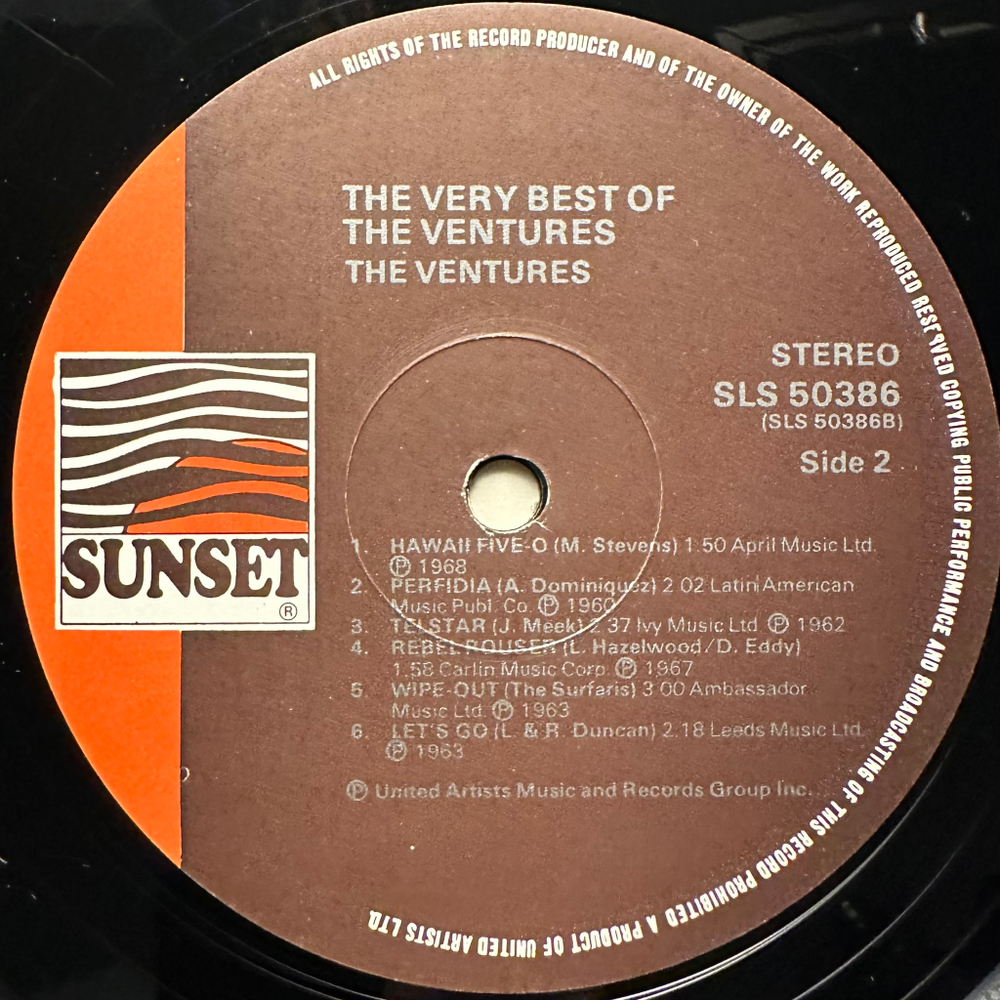 ALL RIGHTS OF THE RECORD PRODUCER AND OF THE OWNER OF THE WORK REPRODUCED RESERVED COPYING PUBLIC PERFORMANCE AND BROADCASTING OF THIS RECORD PROHIBITED A PRODUCT OF UNITED ARTISTS LTD.
THE VERY BEST OF
THE VENTURES
THE VENTURES
STEREO
SLS 50386
(SLS 50386B)
Side 2
SUNSET
®
1. HAWAII FIVE-O (M. Stevens) 1.50 April Music Ltd.
℗ 1968
2. PERFIDIA (A. Dominiquez) 2 02 Latin American
Music Publ. Co. ℗ 1960
3. TELSTAR (J. Meek) 2 37 Ivy Music Ltd ℗ 1962
4. REBEL ROUSER (L. Hazelwood/D. Eddy)
1.58 Carlin Music Corp. ℗ 1967
5. WIPE-OUT (The Surfaris) 3 00 Ambassador
Music Ltd. ℗ 1963
6. LET'S GO (L. & R. Duncan) 2.18 Leeds Music Ltd.
℗ 1963
℗ United Artists Music and Records Group Inc.